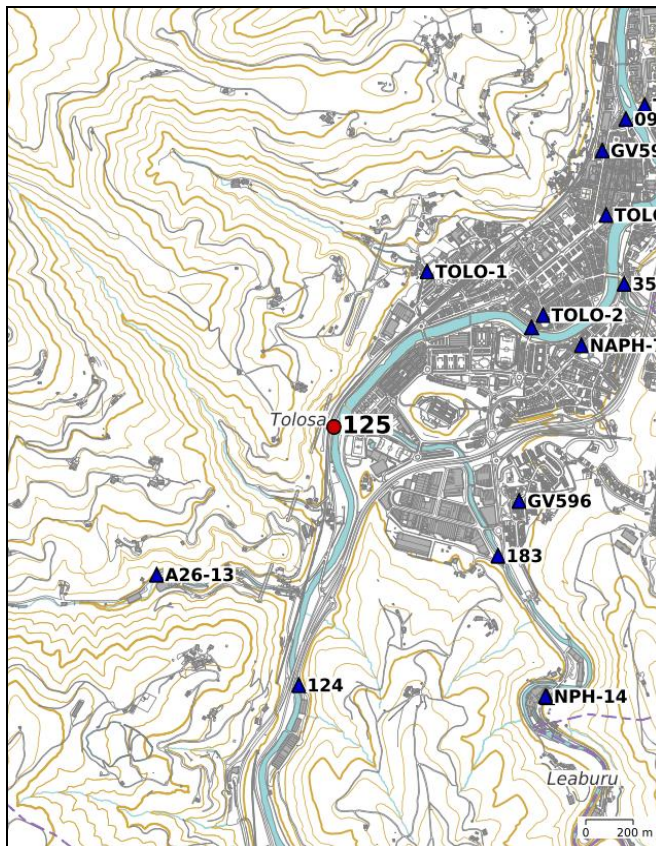 09
GV59
TOLO
TOLO-1
35
TOLO-2
NAPH-
Tolosa
125
GV596
183
A26-13
124
NPH-14
Leaburu
0 200 m